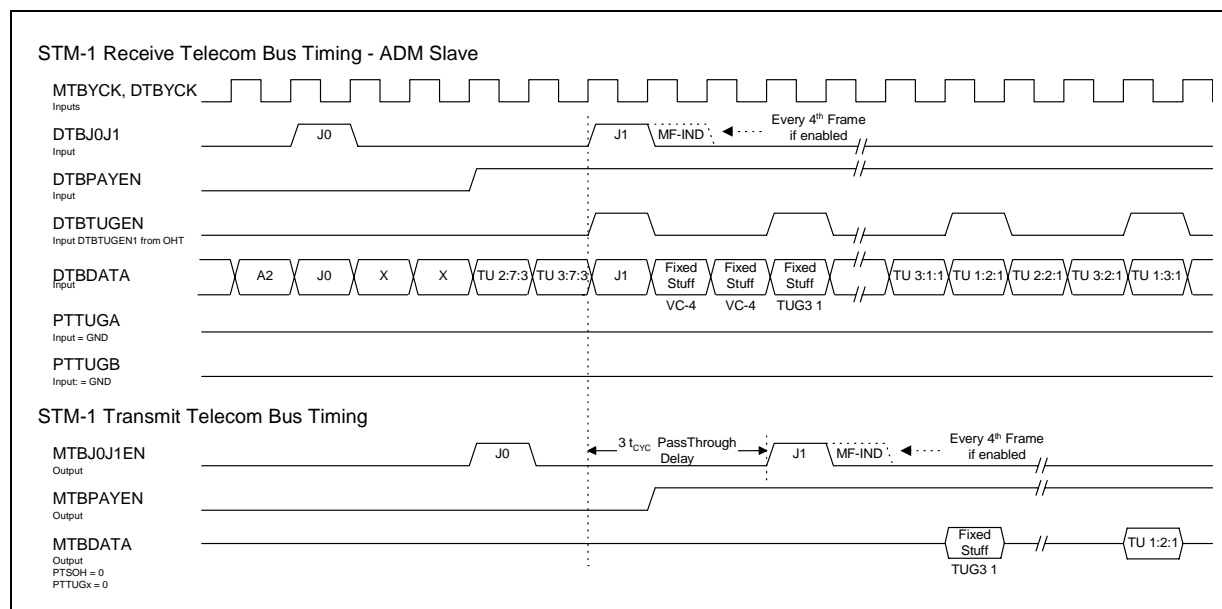 STM-1 Receive Telecom Bus Timing - ADM Slave
MTBYCK, DTBYCK
Inputs
DTBJ0J1
Input
J0
J1
MF-IND
Every 4th Frame
if enabled
DTBPAYEN
Input
DTBTUGEN
Input DTBTUGEN1 from OHT
DTBDATA
Input
A2
J0
X
X
TU 2:7:3
TU 3:7:3
J1
Fixed
Stuff
VC-4
Fixed
Stuff
VC-4
Fixed
Stuff
TUG3 1
TU 3:1:1
TU 1:2:1
TU 2:2:1
TU 3:2:1
TU 1:3:1
PTTUGA
Input = GND
PTTUGB
Input: = GND
STM-1 Transmit Telecom Bus Timing
MTBJ0J1EN
Output
J0
3 tCYC PassThrough
Delay
J1
MF-IND
Every 4th Frame
if enabled
MTBPAYEN
Output
MTBDATA
Output
PTSOH = 0
PTTUGx = 0
Fixed
Stuff
TUG3 1
TU 1:2:1